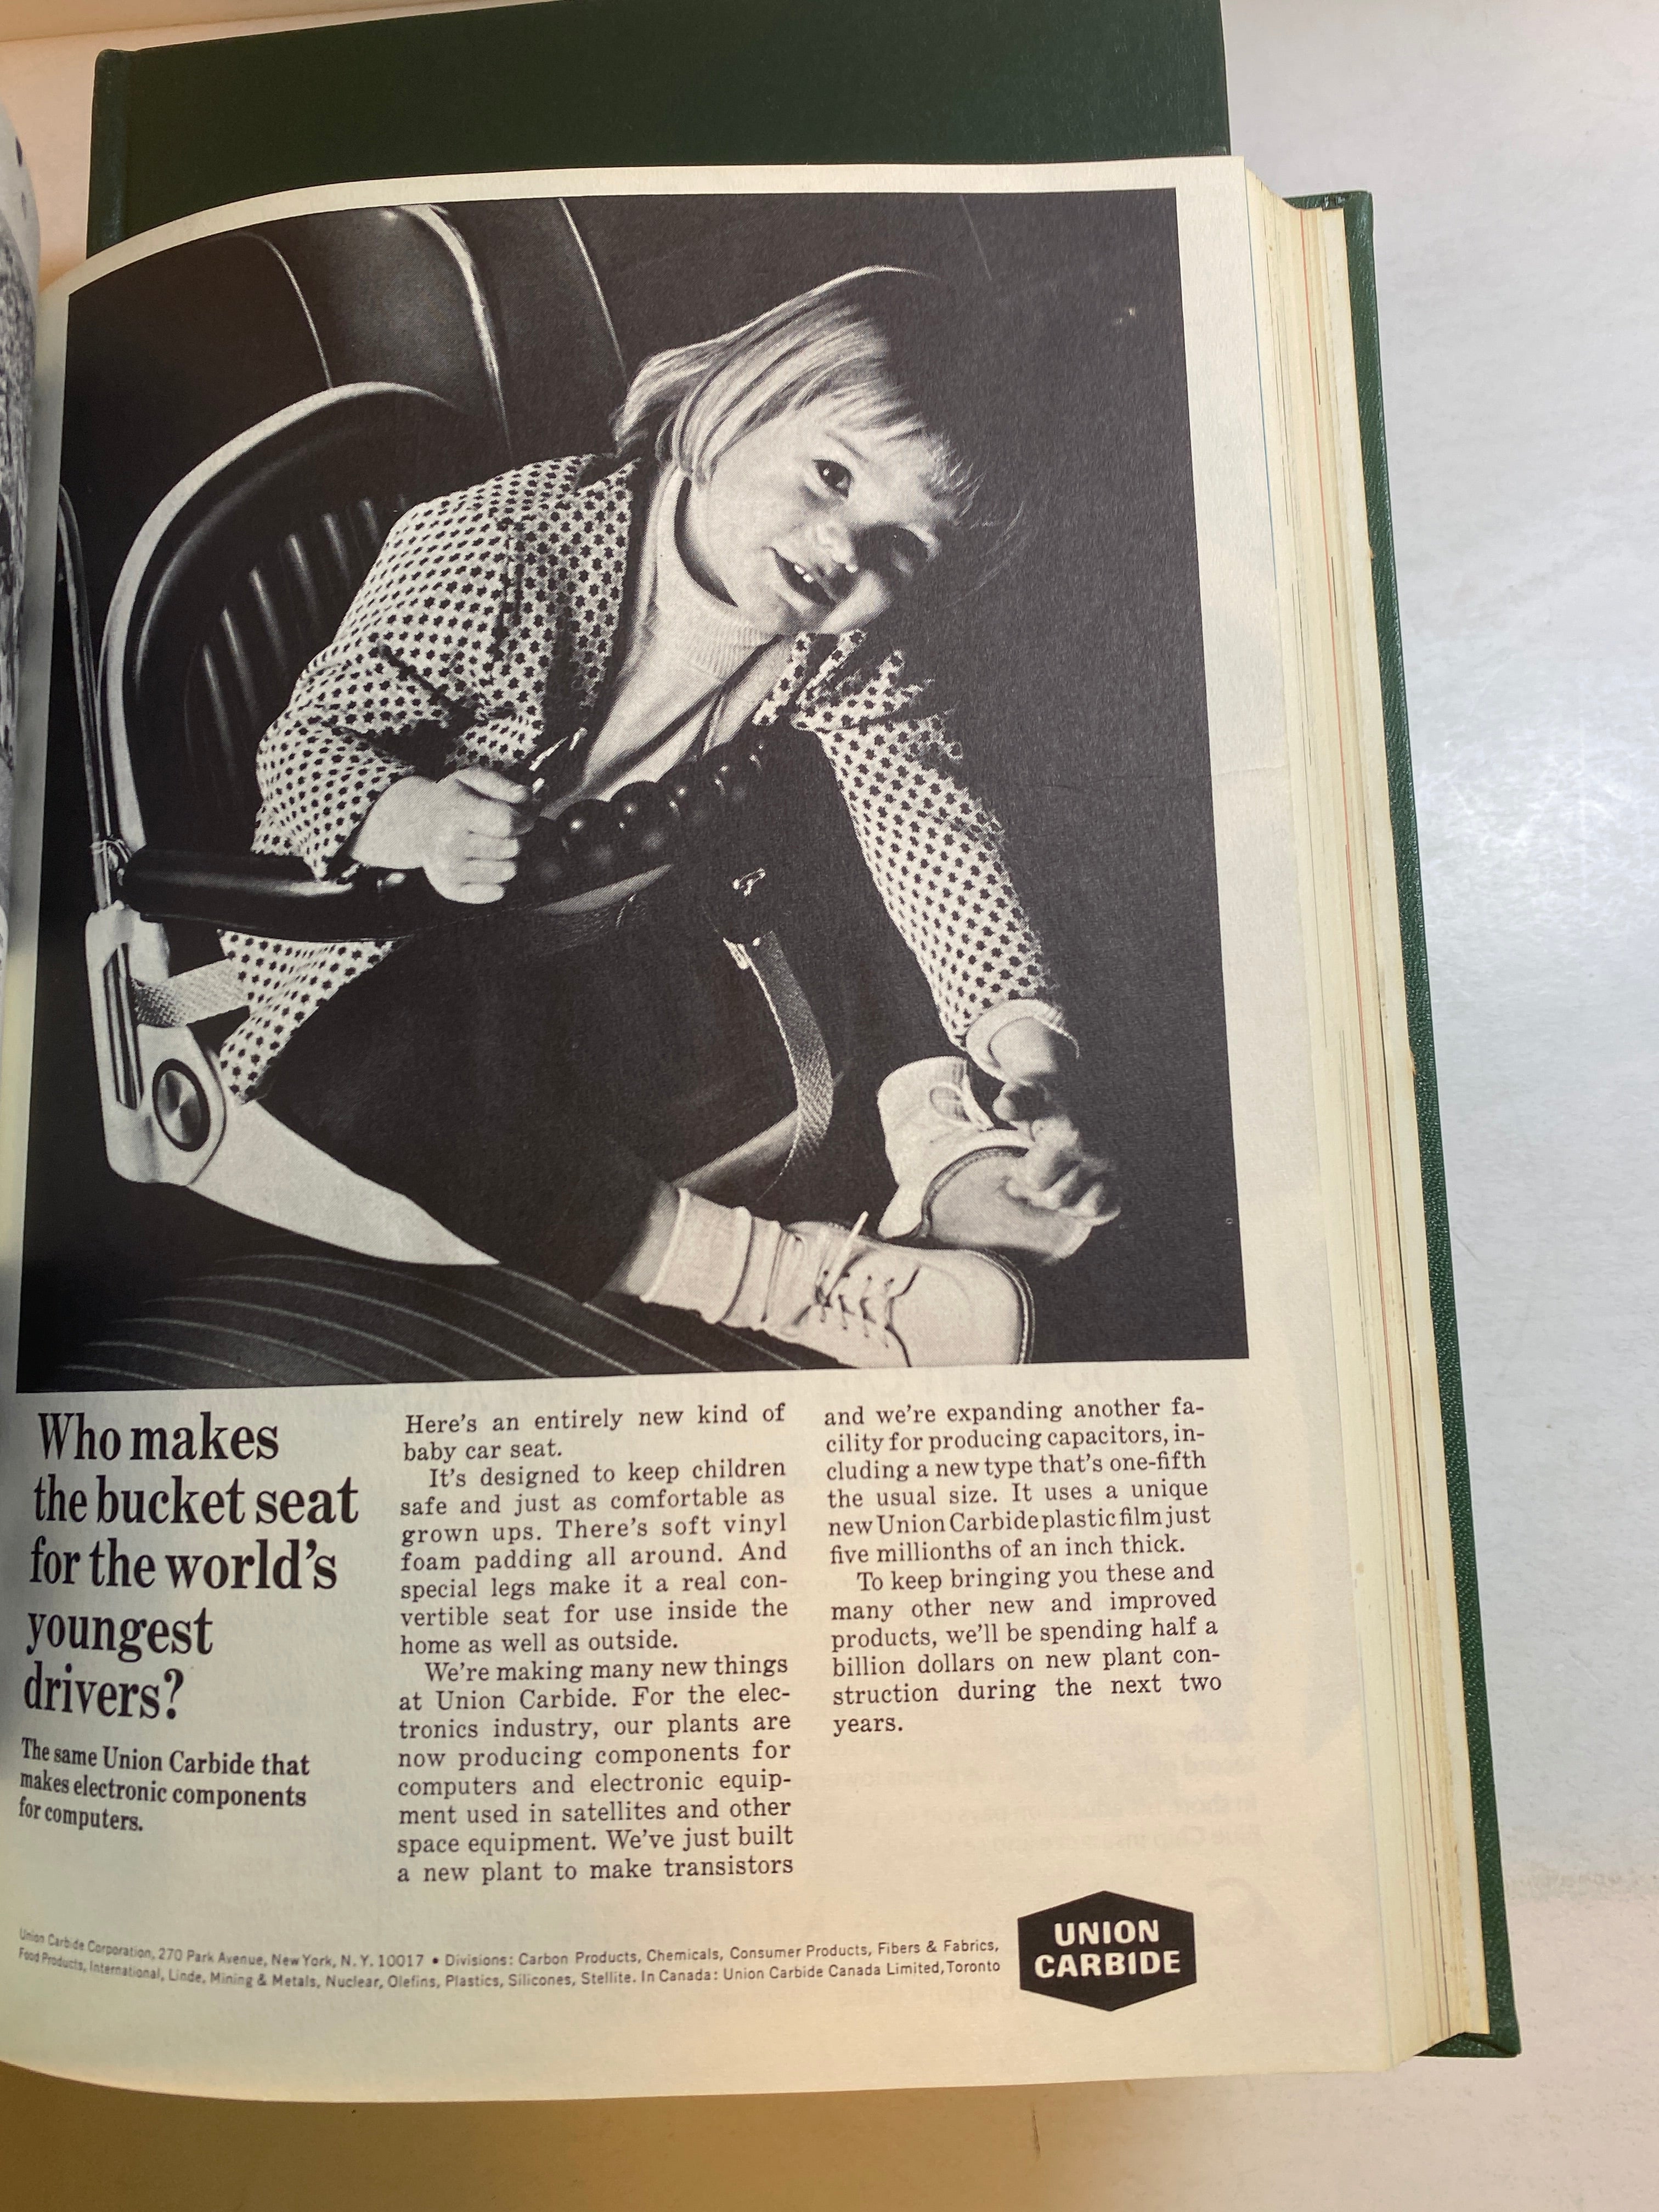 Who makes
the bucket seat
for the world's
youngest
drivers?
The same Union Carbide that
makes electronic components
for computers.
Here's an entirely new kind of
baby car seat.
It's designed to keep children
safe and just as comfortable as
grown ups. There's soft vinyl
foam padding all around. And
special legs make it a real con-
vertible seat for use inside the
home as well as outside.
We're making many new things
at Union Carbide. For the elec-
tronics industry, our plants are
now producing components for
computers and electronic equip-
ment used in satellites and other
space equipment. We've just built
a new plant to make transistors
and we're expanding another fa-
cility for producing capacitors, in-
cluding a new type that's one-fifth
the usual size. It uses a unique
new Union Carbide plastic film just
five millionths of an inch thick.
To keep bringing you these and
many other new and improved
products, we'll be spending half a
billion dollars on new plant con-
struction during the next two
years.
Union Carbide Corporation, 270 Park Avenue, New York, N. Y. 10017 • Divisions: Carbon Products, Chemicals, Consumer Products, Fibers & Fabrics,
Food Products, International, Linde, Mining & Metals, Nuclear, Olefins, Plastics, Silicones, Stellite. In Canada: Union Carbide Canada Limited, Toronto
UNION
CARBIDE